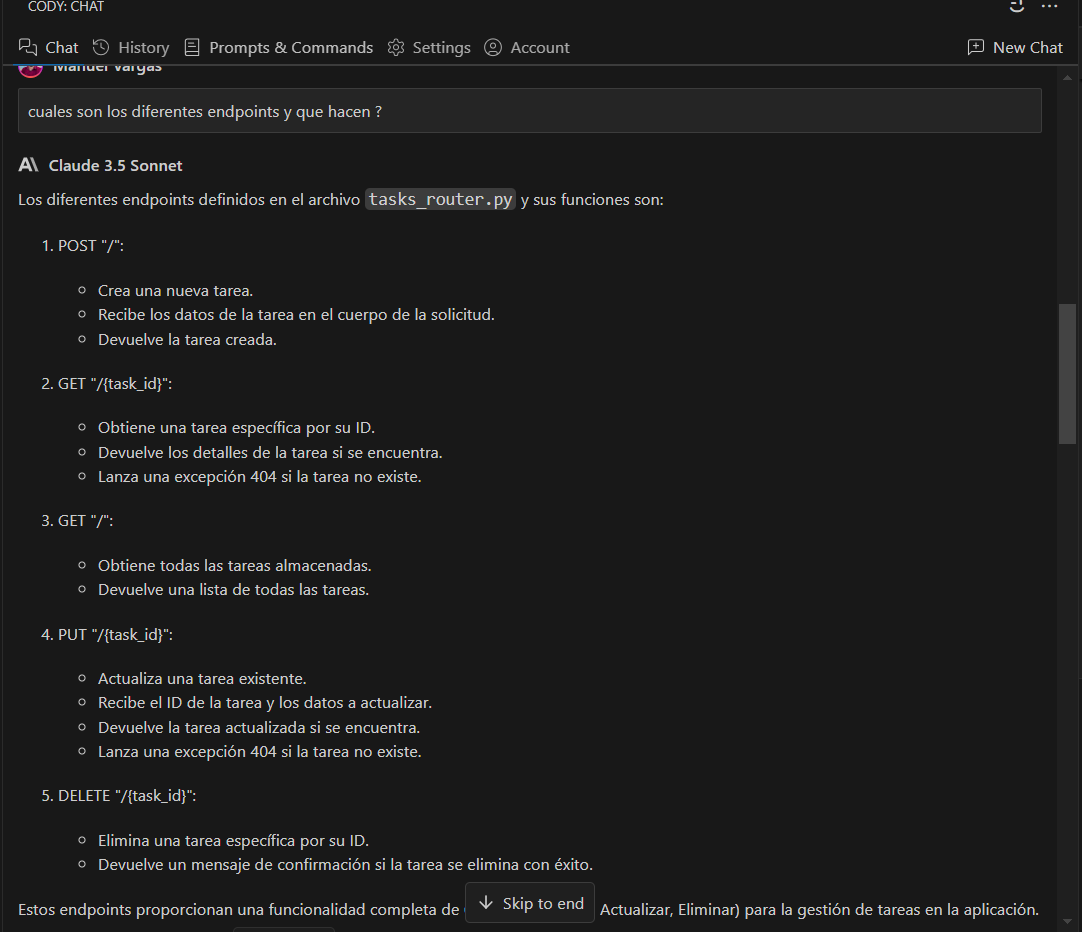 CODY: CHAT
Chat History Prompts & Commands Settings Account New Chat
Manuel Vargas
cuales son los diferentes endpoints y que hacen ?
Claude 3.5 Sonnet
Los diferentes endpoints definidos en el archivo tasks_router.py y sus funciones son:
1. POST "/":
Crea una nueva tarea.
Recibe los datos de la tarea en el cuerpo de la solicitud.
Devuelve la tarea creada.
2. GET "/{task_id}":
Obtiene una tarea específica por su ID.
Devuelve los detalles de la tarea si se encuentra.
Lanza una excepción 404 si la tarea no existe.
3. GET "/":
Obtiene todas las tareas almacenadas.
Devuelve una lista de todas las tareas.
4. PUT "/{task_id}":
Actualiza una tarea existente.
Recibe el ID de la tarea y los datos a actualizar.
Devuelve la tarea actualizada si se encuentra.
Lanza una excepción 404 si la tarea no existe.
5. DELETE "/{task_id}":
Elimina una tarea específica por su ID.
Devuelve un mensaje de confirmación si la tarea se elimina con éxito.
Skip to end
Estos endpoints proporcionan una funcionalidad completa de Actualizar, Eliminar) para la gestión de tareas en la aplicación.